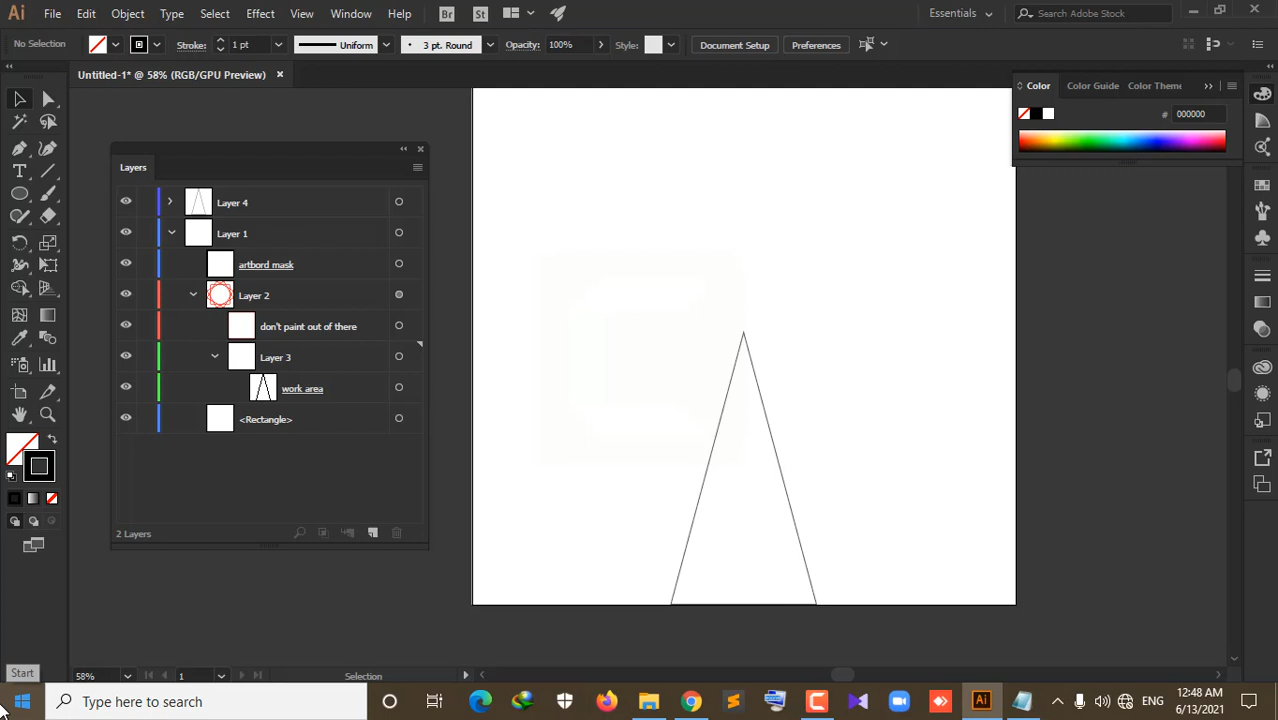 Ai File Edit Object Type Select Effect View Window Help Br St Essentials Search Adobe Stock
No Selection Stroke: 1 pt Uniform 3 pt. Round Opacity: 100% Style: Document Setup Preferences
Untitled-1* @ 58% (RGB/GPU Preview)
Color Color Guide Color Theme
# 000000
Layers
Layer 4
Layer 1
artbord mask
Layer 2
don't paint out of there
Layer 3
work area
<Rectangle>
2 Layers
Start
58% 1 Selection
Type here to search
Ai
ENG
12:48 AM
6/13/2021